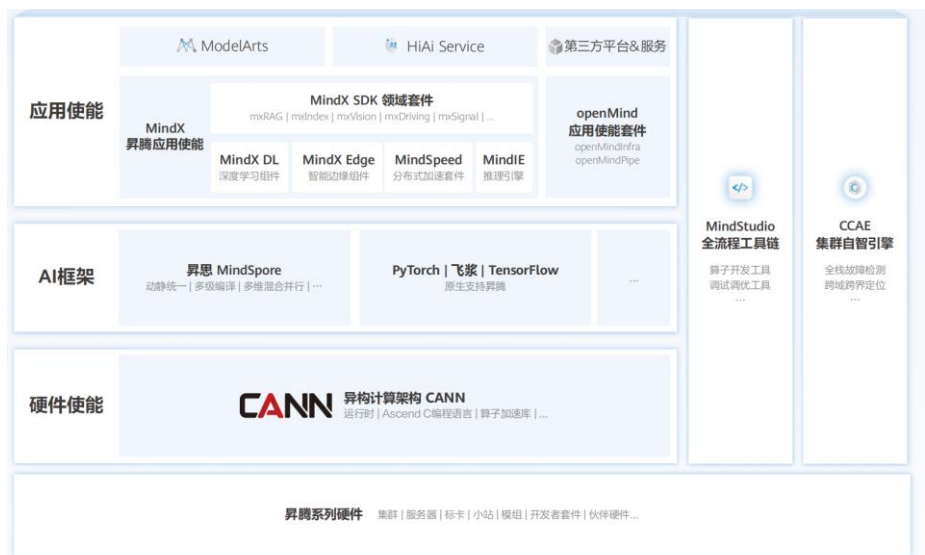 ModelArts
HiAi Service
第三方平台&服务
应用使能
MindX
昇腾应用使能
MindX SDK 领域套件
mxRAG | mxIndex | mxVision | mxDriving | mxSignal | ...
MindX DL
深度学习组件
MindX Edge
智能边缘组件
MindSpeed
分布式加速套件
MindIE
推理引擎
openMind
应用使能套件
openMindInfra
openMindPipe
AI框架
昇思 MindSpore
动静统一 | 多级编译 | 多维混合并行 | ···
PyTorch | 飞桨 | TensorFlow
原生支持昇腾
...
硬件使能
CANN
异构计算架构 CANN
运行时 | Ascend C编程语言 | 算子加速库 | ...
</>
MindStudio
全流程工具链
算子开发工具
调试调优工具
...
CCAE
集群自智引擎
全栈故障检测
跨域跨界定位
...
昇腾系列硬件 集群 | 服务器 | 标卡 | 小站 | 模组 | 开发者套件 | 伙伴硬件...